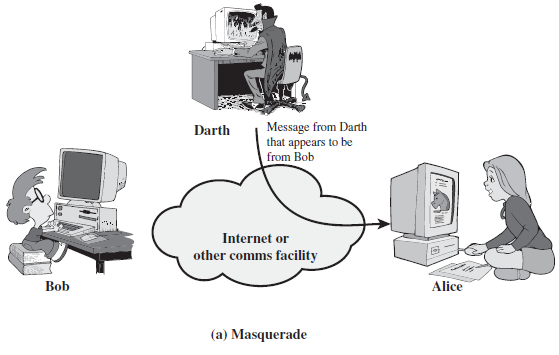 Darth
Message from Darth
that appears to be
from Bob
Internet or
other comms facility
Bob
Alice
(a) Masquerade